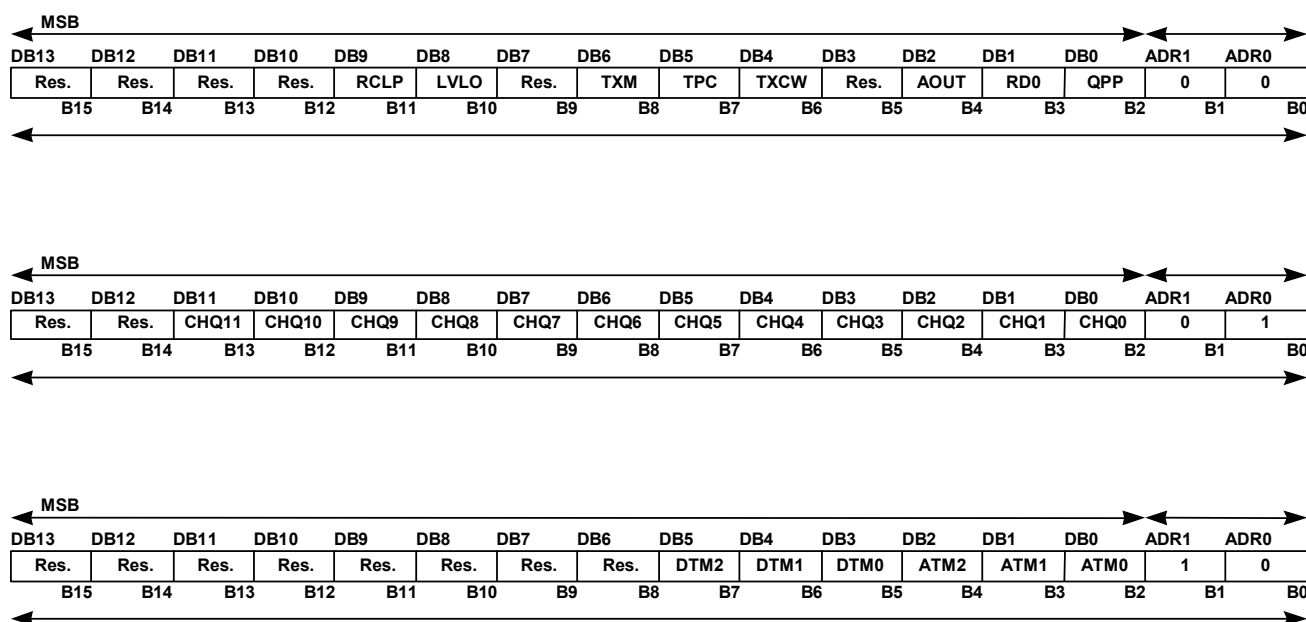 MSB
DB13 DB12 DB11 DB10 DB9 DB8 DB7 DB6 DB5 DB4 DB3 DB2 DB1 DB0 ADR1 ADR0
Res. Res. Res. Res. RCLP LVLO Res. TXM TPC TXCW Res. AOUT RD0 QPP 0 0
B15 B14 B13 B12 B11 B10 B9 B8 B7 B6 B5 B4 B3 B2 B1 B0
MSB
DB13 DB12 DB11 DB10 DB9 DB8 DB7 DB6 DB5 DB4 DB3 DB2 DB1 DB0 ADR1 ADR0
Res. Res. CHQ11 CHQ10 CHQ9 CHQ8 CHQ7 CHQ6 CHQ5 CHQ4 CHQ3 CHQ2 CHQ1 CHQ0 0 1
B15 B14 B13 B12 B11 B10 B9 B8 B7 B6 B5 B4 B3 B2 B1 B0
MSB
DB13 DB12 DB11 DB10 DB9 DB8 DB7 DB6 DB5 DB4 DB3 DB2 DB1 DB0 ADR1 ADR0
Res. Res. Res. Res. Res. Res. Res. Res. DTM2 DTM1 DTM0 ATM2 ATM1 ATM0 1 0
B15 B14 B13 B12 B11 B10 B9 B8 B7 B6 B5 B4 B3 B2 B1 B0